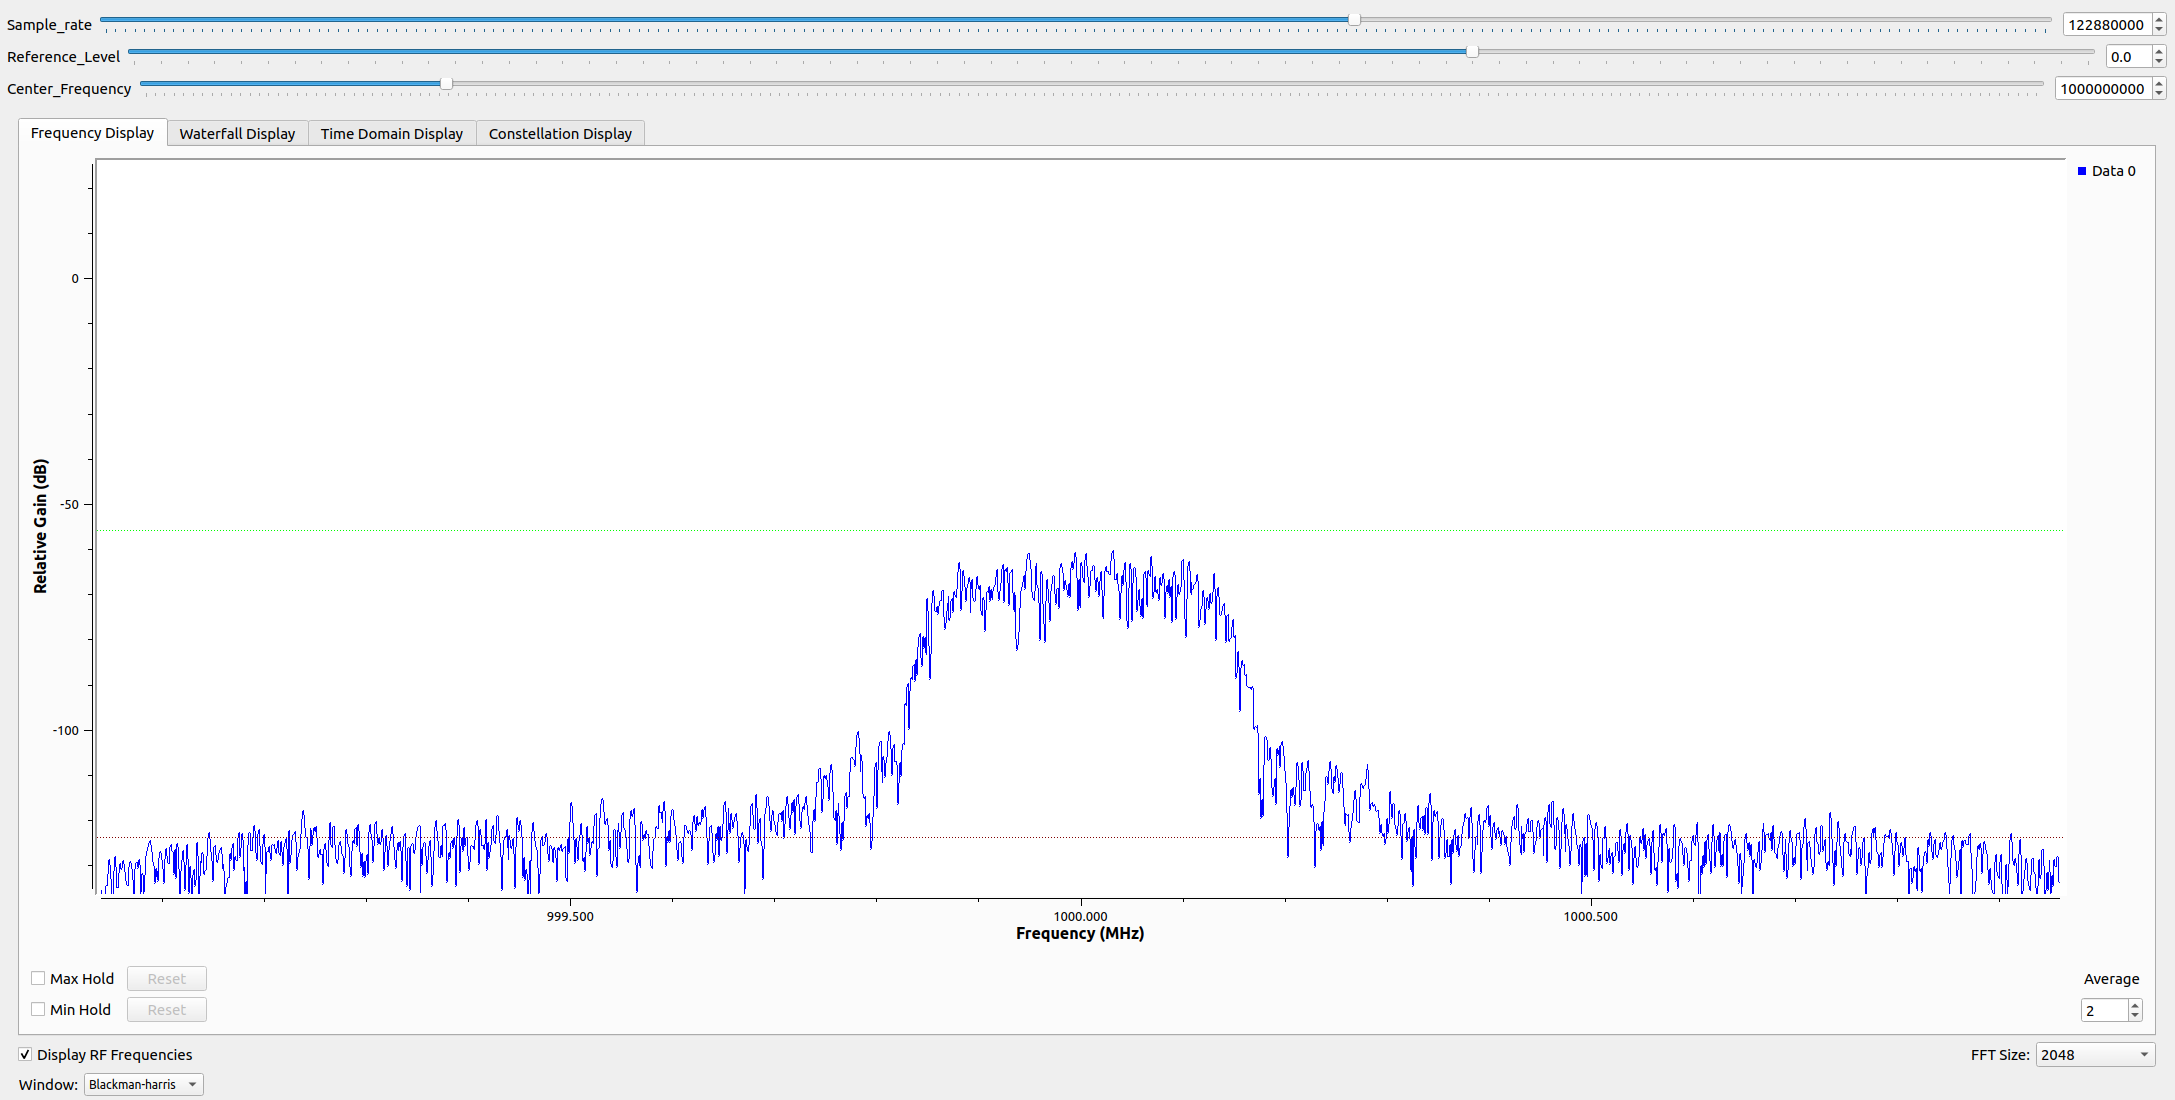 Sample_rate 122880000
Reference_Level 0.0
Center_Frequency 1000000000
Frequency Display Waterfall Display Time Domain Display Constellation Display
Data 0
0
-50
-100
Relative Gain (dB)
999.500 1000.000 1000.500
Frequency (MHz)
Max Hold Reset Average
Min Hold Reset 2
Display RF Frequencies FFT Size: 2048
Window: Blackman-harris